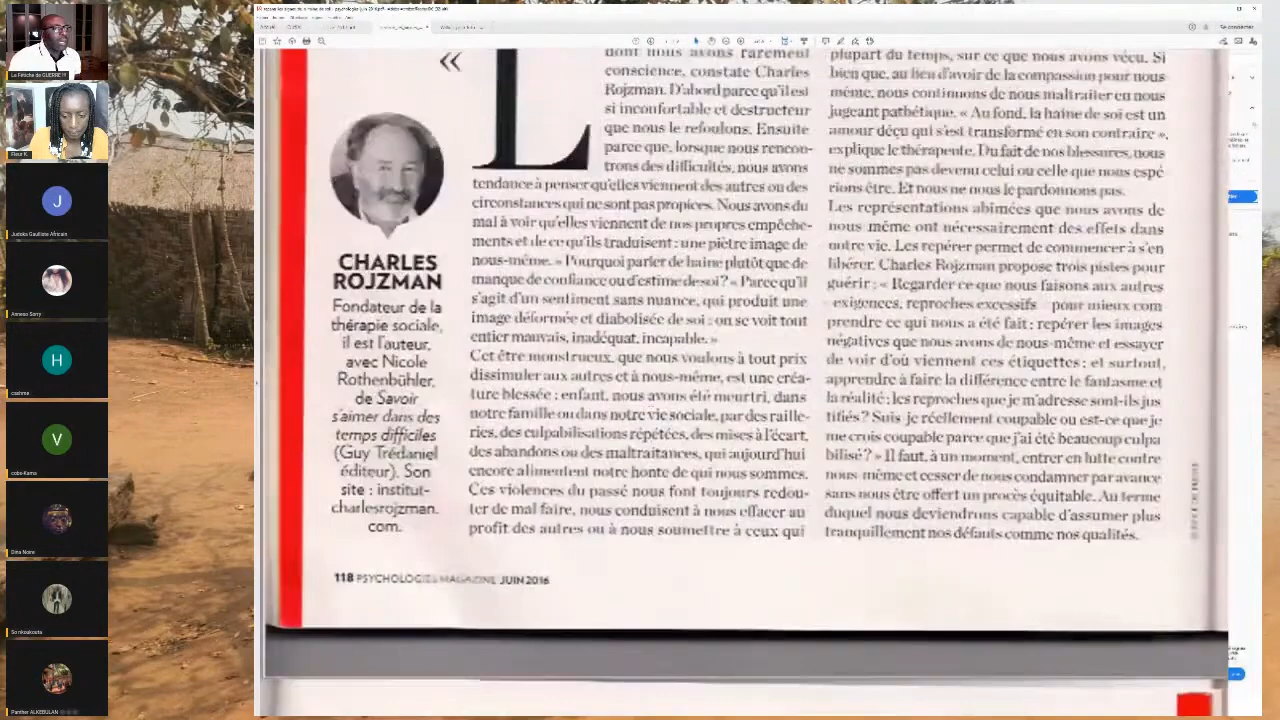 Le Fetiche de GUERRE !!!
Fleur K
J
Judoka Gaulliste Africain
Anneso Sorry
H
V
coba-Kama
Dina Noire
So nkoukouta
Panther ALKEBULAN
«
CHARLES
ROJZMAN
Fondateur de la
thérapie sociale,
il est l'auteur,
avec Nicole
Rothenbühler,
de Savoir
s'aimer dans des
temps difficiles
(Guy Trédaniel
éditeur). Son
site : institut-
charlesrojzman.
com.
L
dont nous avons rarement
conscience, constate Charles
Rojzman. D'abord parce qu'il est
si inconfortable et destructeur
que nous le refoulons. Ensuite
parce que, lorsque nous rencon-
trons des difficultés, nous avons
tendance à penser qu'elles viennent des autres ou des
circonstances qui ne sont pas propices. Nous avons du
mal à voir qu'elles viennent de nos propres empêche-
ments et de ce qu'ils traduisent : une piètre image de
nous-même. » Pourquoi parler de haine plutôt que de
manque de confiance ou d'estime de soi ? « Parce qu'il
s'agit d'un sentiment sans nuance, qui produit une
image déformée et diabolisée de soi : on se voit tout
entier mauvais, inadéquat, incapable. »
Cet être monstrueux, que nous voulons à tout prix
dissimuler aux autres et à nous-même, est une créa-
ture blessée : enfant, nous avons été meurtri, dans
notre famille ou dans notre vie sociale, par des raille-
ries, des culpabilisations répétées, des mises à l'écart,
des abandons ou des maltraitances, qui aujourd'hui
encore alimentent notre honte de qui nous sommes.
Ces violences du passé nous font toujours redou-
ter de mal faire, nous conduisent à nous effacer au
profit des autres ou à nous soumettre à ceux qui
plupart du temps, sur ce que nous avons vécu. Si
bien que, au lieu d'avoir de la compassion pour nous
même, nous continuons de nous maltraiter en nous
jugeant pathétique. « Au fond, la haine de soi est un
amour déçu qui s'est transformé en son contraire »,
explique le thérapeute. Du fait de nos blessures, nous
ne sommes pas devenu celui ou celle que nous espé
rions être. Et nous ne nous le pardonnons pas.
Les représentations abîmées que nous avons de
nous même ont nécessairement des effets dans
notre vie. Les repérer permet de commencer à s'en
libérer. Charles Rojzman propose trois pistes pour
guérir : « Regarder ce que nous faisons aux autres
exigences, reproches excessifs pour mieux com
prendre ce qui nous a été fait ; repérer les images
négatives que nous avons de nous-même et essayer
de voir d'où viennent ces étiquettes ; et surtout,
apprendre à faire la différence entre le fantasme et
la réalité : les reproches que je m'adresse sont-ils jus
tifiés ? Suis je réellement coupable ou est-ce que je
me crois coupable parce que j'ai été beaucoup culpa
bilisé ? » Il faut, à un moment, entrer en lutte contre
nous-même et cesser de nous condamner par avance
sans nous être offert un procès équitable. Au terme
duquel nous deviendrons capable d'assumer plus
tranquillement nos défauts comme nos qualités.
118 PSYCHOLOGIES MAGAZINE JUIN 2016